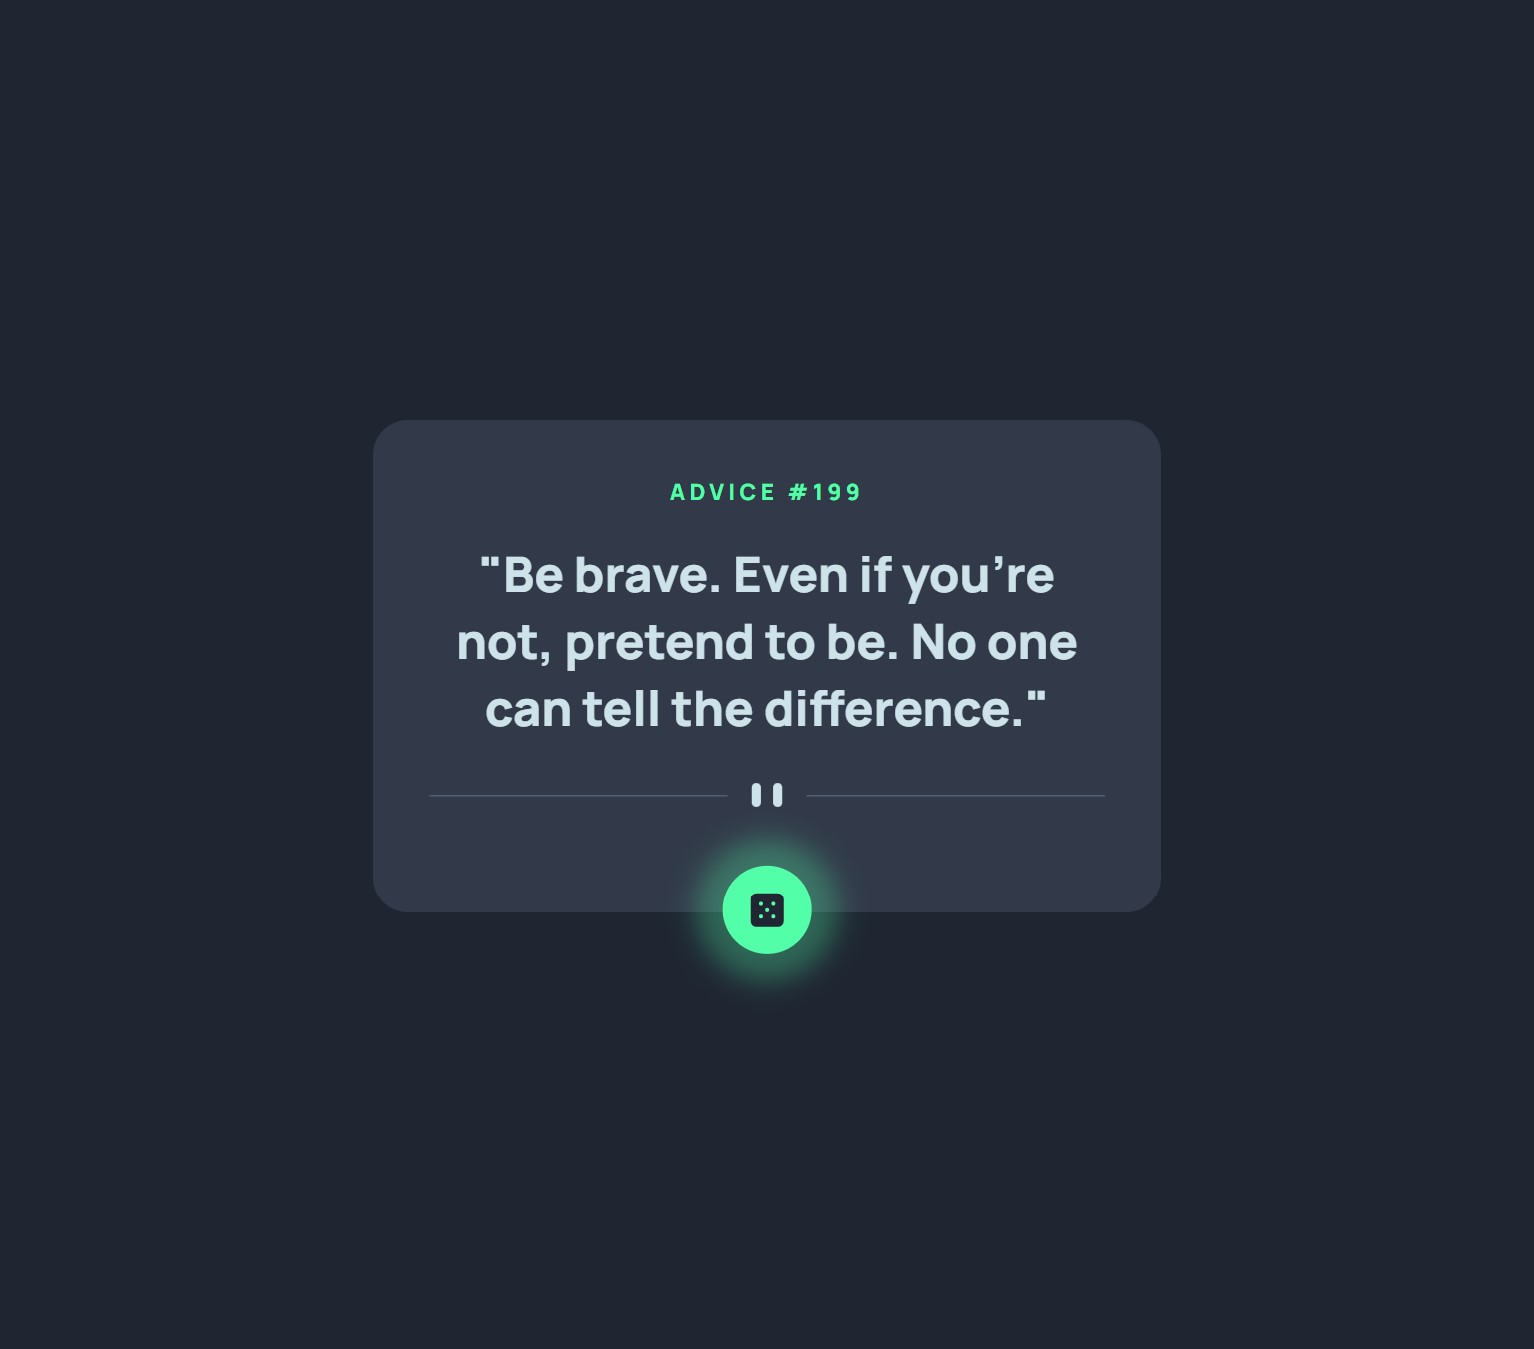 ADVICE #199
"Be brave. Even if you’re
not, pretend to be. No one
can tell the difference."